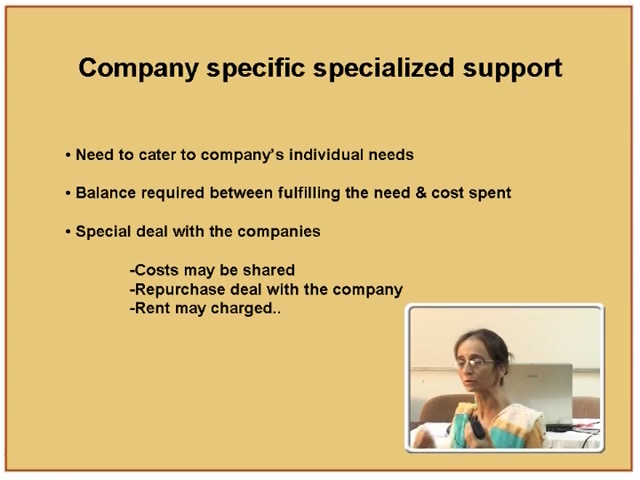 Company specific specialized support
• Need to cater to company's individual needs
• Balance required between fulfilling the need & cost spent
• Special deal with the companies
-Costs may be shared
-Repurchase deal with the company
-Rent may charged..